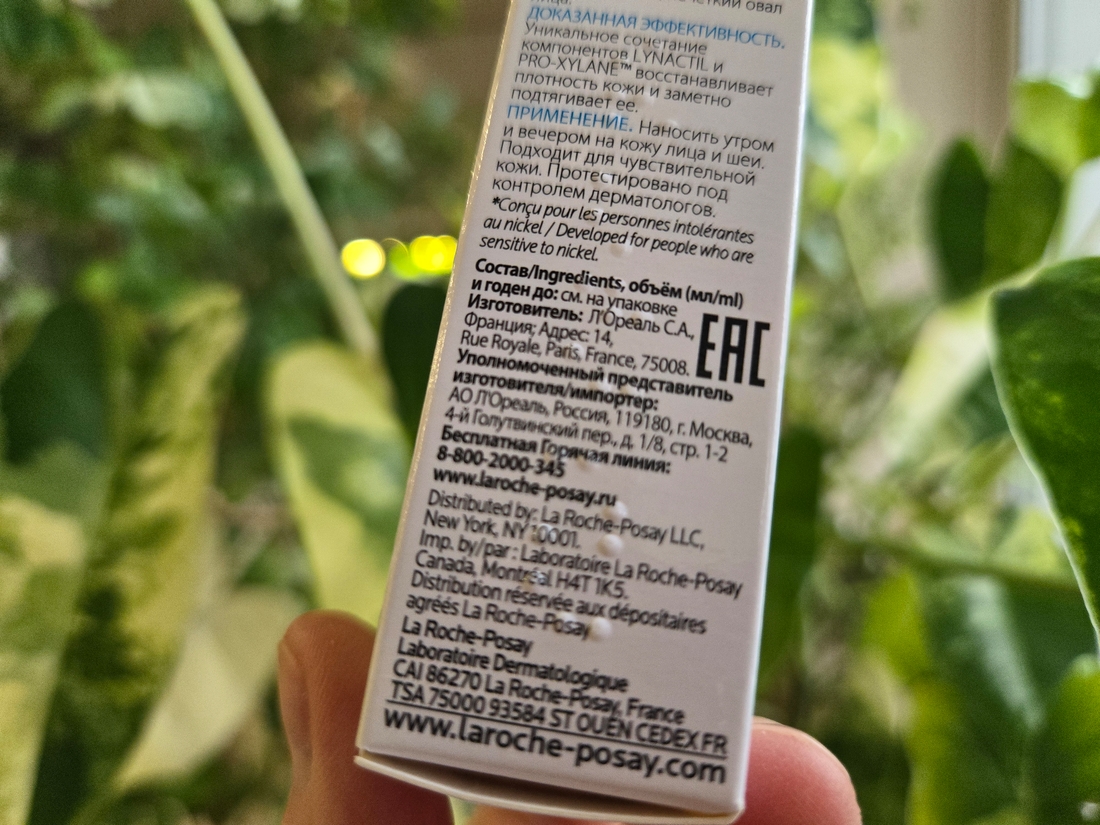 чёткий овал
лица.
ДОКАЗАННАЯ ЭФФЕКТИВНОСТЬ.
Уникальное сочетание
компонентов LYNACTIL и
PRO-XYLANE™ восстанавливает
плотность кожи и заметно
подтягивает ее.
ПРИМЕНЕНИЕ. Наносить утром
и вечером на кожу лица и шеи.
Подходит для чувствительной
кожи. Протестировано под
контролем дерматологов.
*Conçu pour les personnes intolérantes
au nickel / Developed for people who are
sensitive to nickel.
Состав/Ingredients, объём (мл/ml)
и годен до: см. на упаковке
Изготовитель: Л'Ореаль С.А.,
Франция; Адрес: 14,
Rue Royale, Paris, France, 75008.
EAC
Уполномоченный представитель
изготовителя/импортер:
АО Л'Ореаль, Россия, 119180, г. Москва,
4-й Голутвинский пер., д. 1/8, стр. 1-2
Бесплатная Горячая линия:
8-800-2000-345
www.laroche-posay.ru
Distributed by: La Roche-Posay LLC,
New York, NY 10001.
Imp. by/par : Laboratoire La Roche-Posay
Canada, Montréal H4T 1K5.
Distribution réservée aux dépositaires
agréés La Roche-Posay
La Roche-Posay
Laboratoire Dermatologique
CAI 86270 La Roche-Posay, France
TSA 75000 93584 ST OUEN CEDEX FR
www.laroche-posay.com